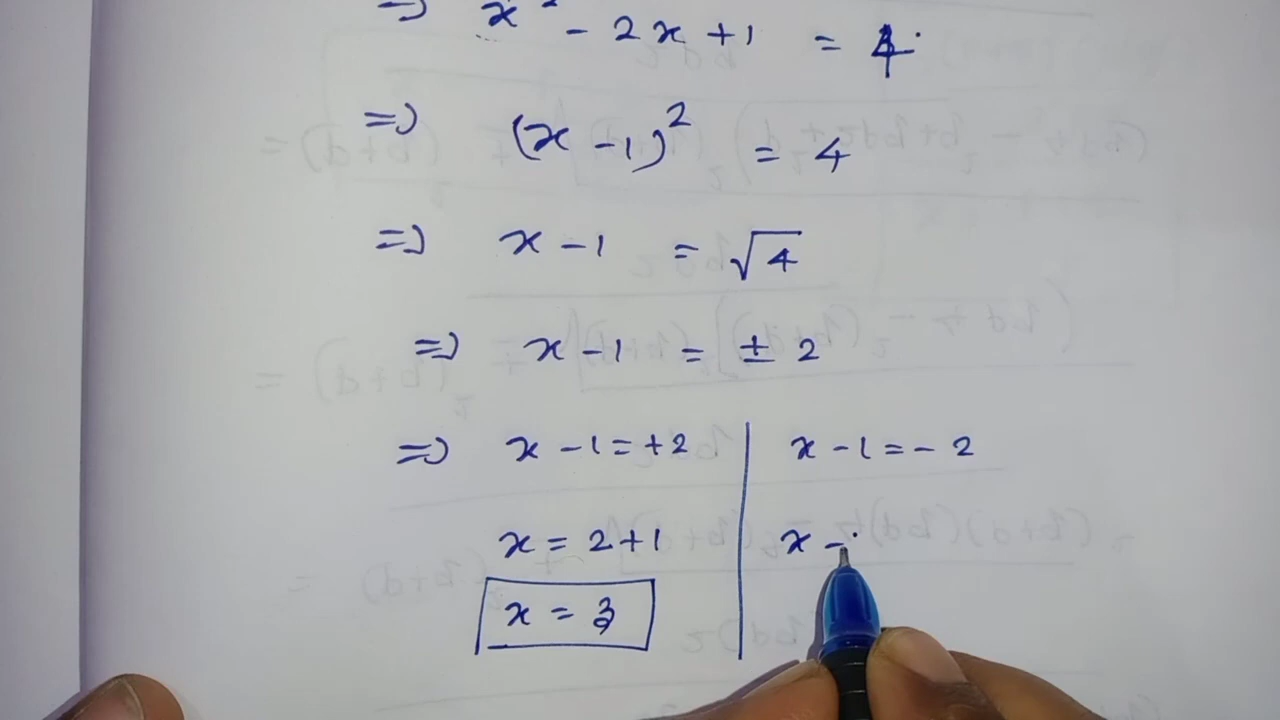 => x² - 2x + 1 = 4
=> (x - 1)² = 4
=> x - 1 = √4
=> x - 1 = ± 2
=> x - 1 = +2 | x - 1 = - 2
x = 2 + 1 | x -
x = 3